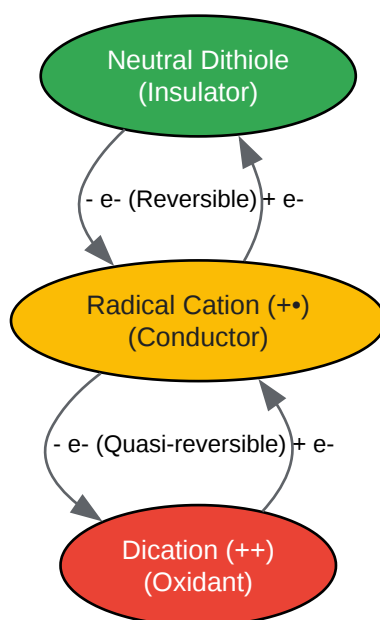 Neutral Dithiole
(Insulator)
- e- (Reversible) + e-
Radical Cation (+•)
(Conductor)
- e- (Quasi-reversible) + e-
Dication (++)
(Oxidant)